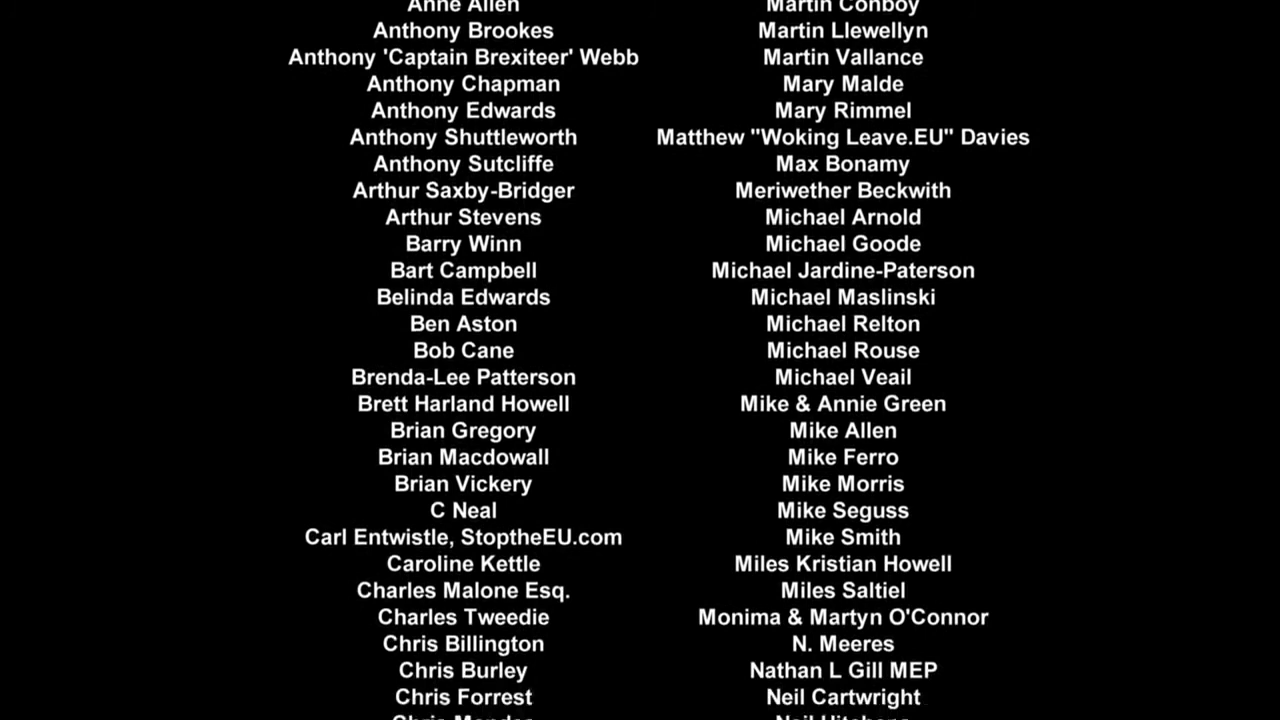 Anne Allen
Anthony Brookes
Anthony 'Captain Brexiteer' Webb
Anthony Chapman
Anthony Edwards
Anthony Shuttleworth
Anthony Sutcliffe
Arthur Saxby-Bridger
Arthur Stevens
Barry Winn
Bart Campbell
Belinda Edwards
Ben Aston
Bob Cane
Brenda-Lee Patterson
Brett Harland Howell
Brian Gregory
Brian Macdowall
Brian Vickery
C Neal
Carl Entwistle, StoptheEU.com
Caroline Kettle
Charles Malone Esq.
Charles Tweedie
Chris Billington
Chris Burley
Chris Forrest
Chris
Martin Conboy
Martin Llewellyn
Martin Vallance
Mary Malde
Mary Rimmel
Matthew "Woking Leave.EU" Davies
Max Bonamy
Meriwether Beckwith
Michael Arnold
Michael Goode
Michael Jardine-Paterson
Michael Maslinski
Michael Relton
Michael Rouse
Michael Veail
Mike & Annie Green
Mike Allen
Mike Ferro
Mike Morris
Mike Seguss
Mike Smith
Miles Kristian Howell
Miles Saltiel
Monima & Martyn O'Connor
N. Meeres
Nathan L Gill MEP
Neil Cartwright
Neil